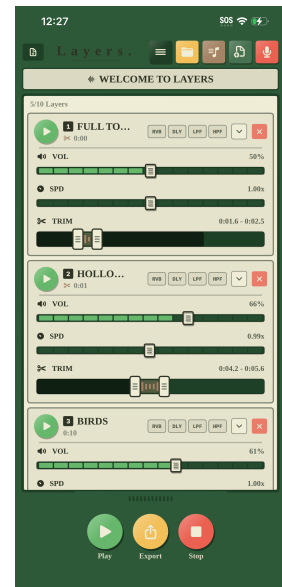 12:27
SOS
Layers.
WELCOME TO LAYERS
5/10 Layers
1 FULL TO...
RVB DLY LPF HPF
0:00
VOL 50%
SPD 1.00x
TRIM 0:01.6 - 0:02.5
2 HOLLO...
RVB DLY LPF HPF
0:01
VOL 66%
SPD 0.99x
TRIM 0:04.2 - 0:05.6
3 BIRDS
RVB DLY LPF HPF
0:10
VOL 61%
SPD 1.00x
Play Export Stop